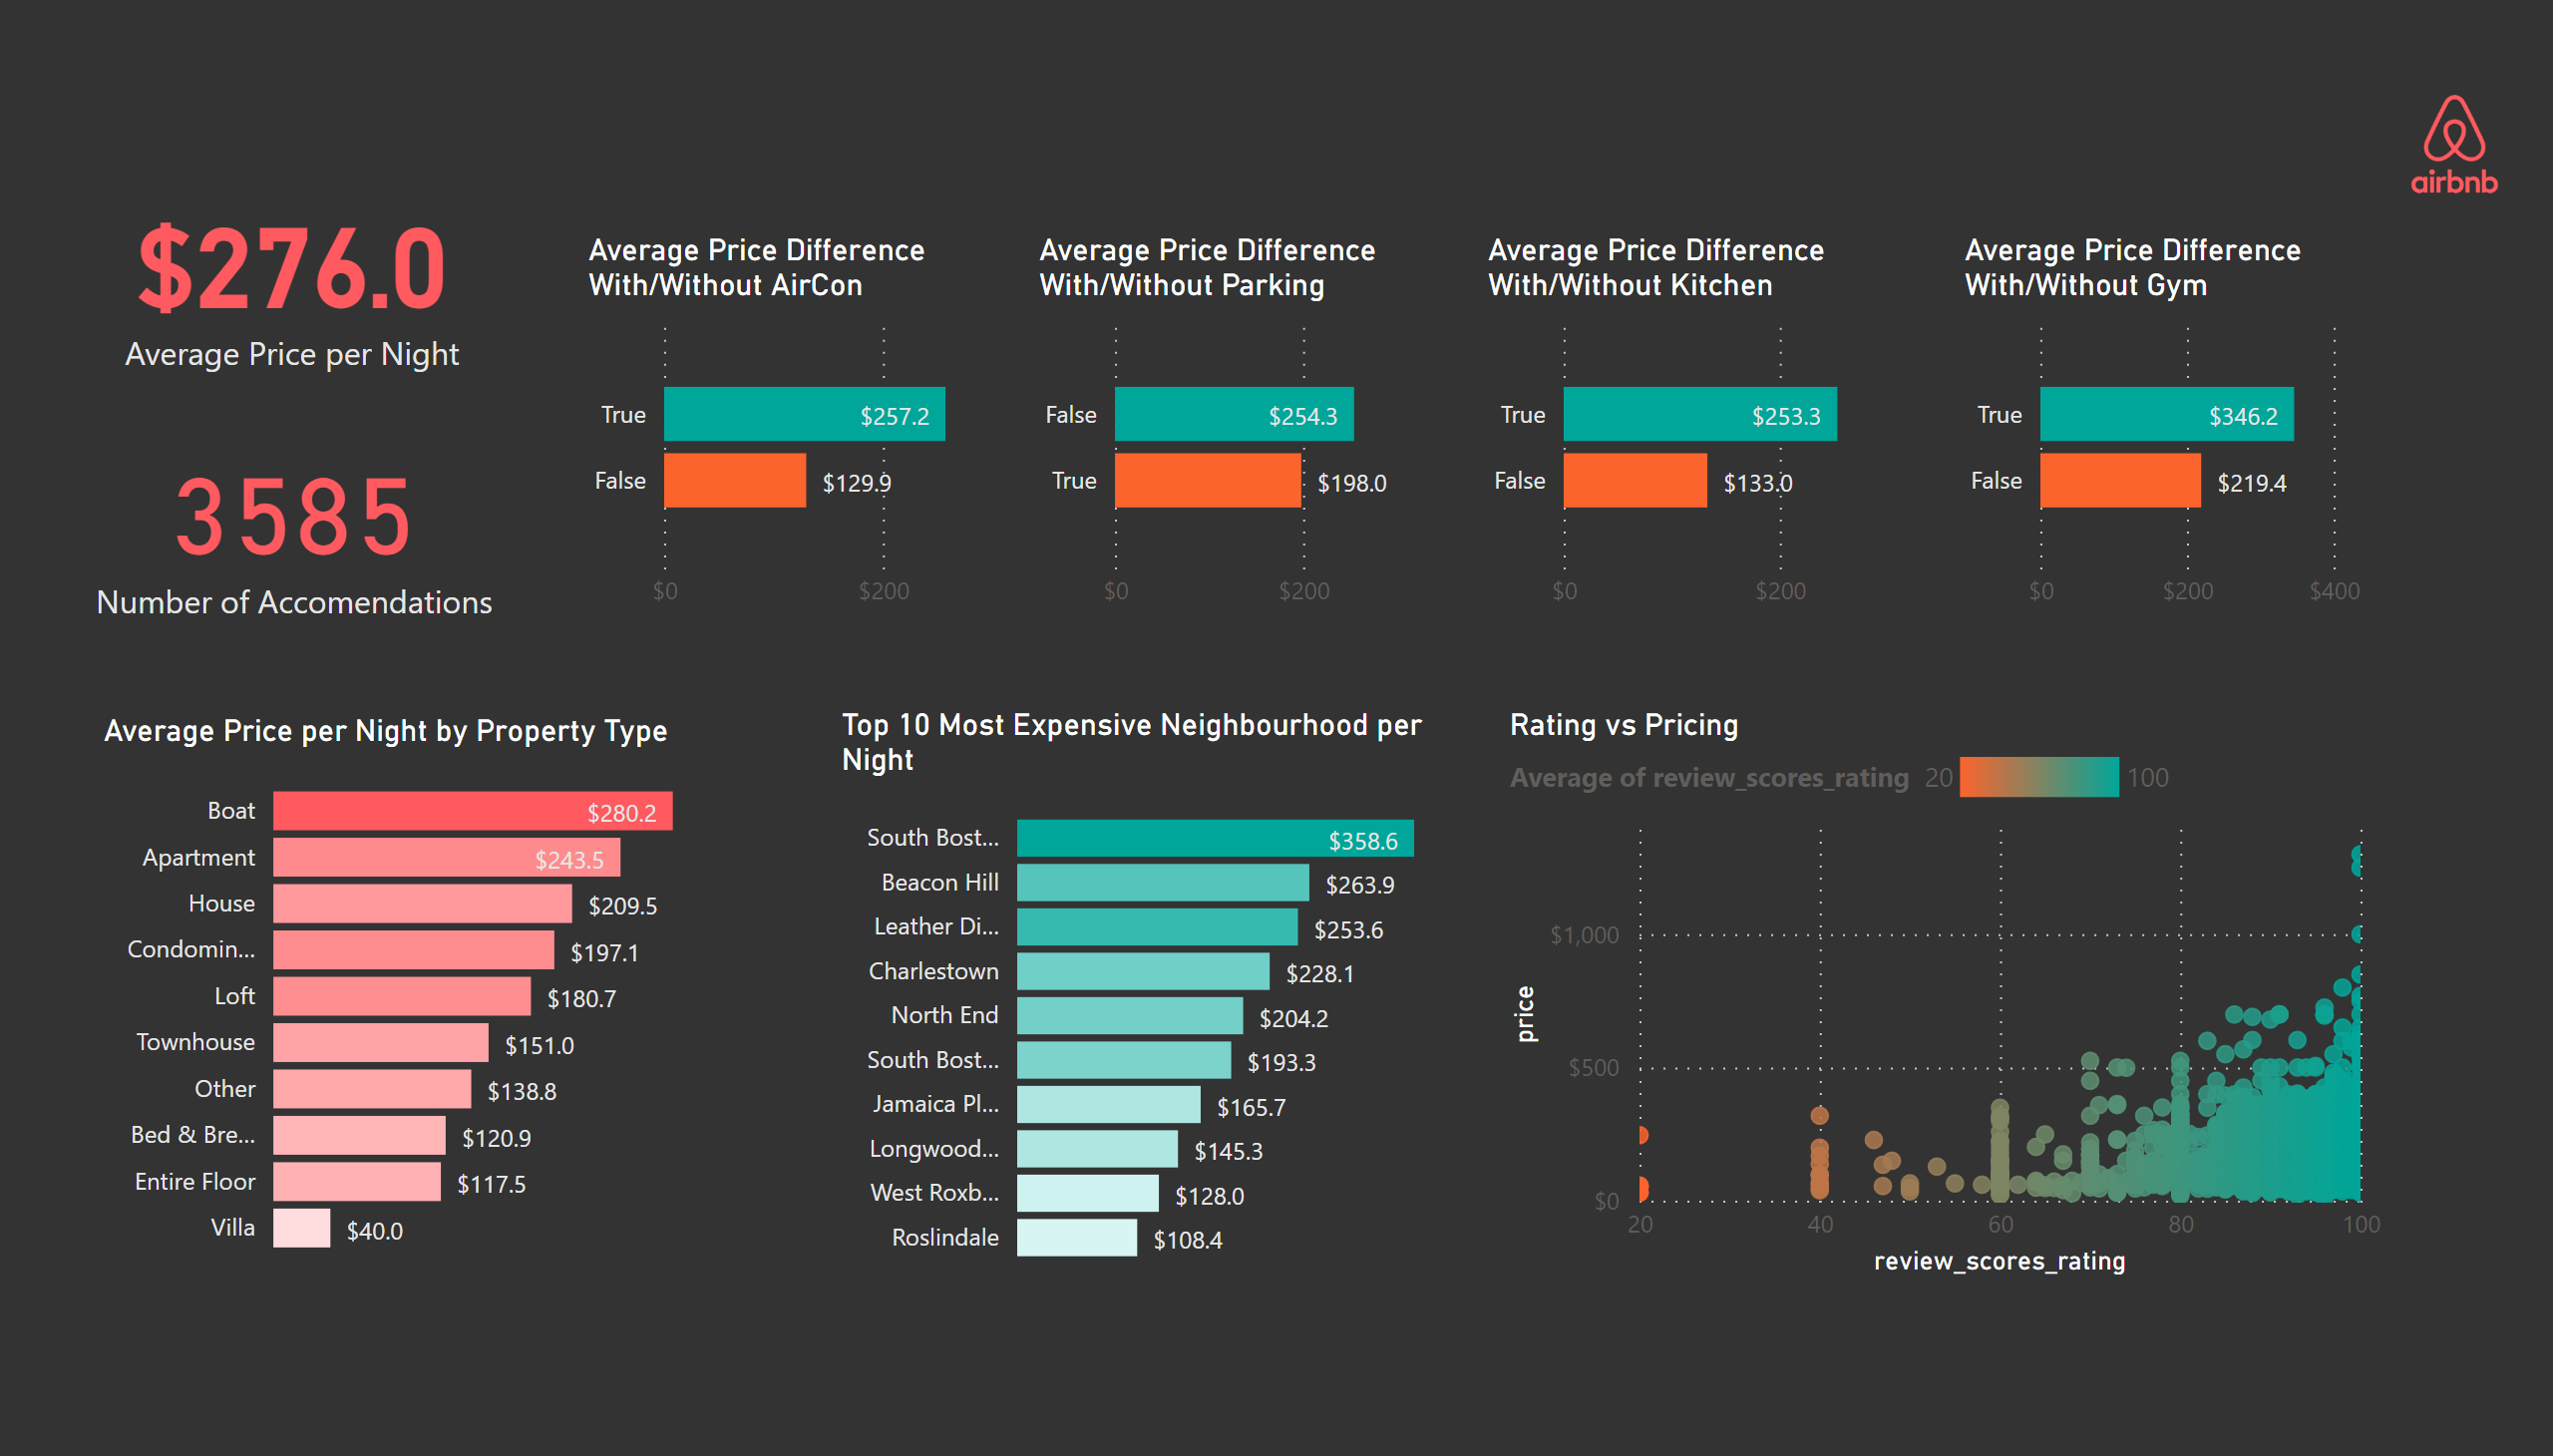 airbnb
$276.0
Average Price per Night
3585
Number of Accomendations
Average Price Difference
With/Without AirCon
True
$257.2
False
$129.9
$0
$200
Average Price Difference
With/Without Parking
False
$254.3
True
$198.0
$0
$200
Average Price Difference
With/Without Kitchen
True
$253.3
False
$133.0
$0
$200
Average Price Difference
With/Without Gym
True
$346.2
False
$219.4
$0
$200
$400
Average Price per Night by Property Type
Boat
$280.2
Apartment
$243.5
House
$209.5
Condomin...
$197.1
Loft
$180.7
Townhouse
$151.0
Other
$138.8
Bed & Bre...
$120.9
Entire Floor
$117.5
Villa
$40.0
Top 10 Most Expensive Neighbourhood per
Night
South Bost...
$358.6
Beacon Hill
$263.9
Leather Di...
$253.6
Charlestown
$228.1
North End
$204.2
South Bost...
$193.3
Jamaica Pl...
$165.7
Longwood...
$145.3
West Roxb...
$128.0
Roslindale
$108.4
Rating vs Pricing
Average of review_scores_rating 20 100
price
$1,000
$500
$0
20
40
60
80
100
review_scores_rating